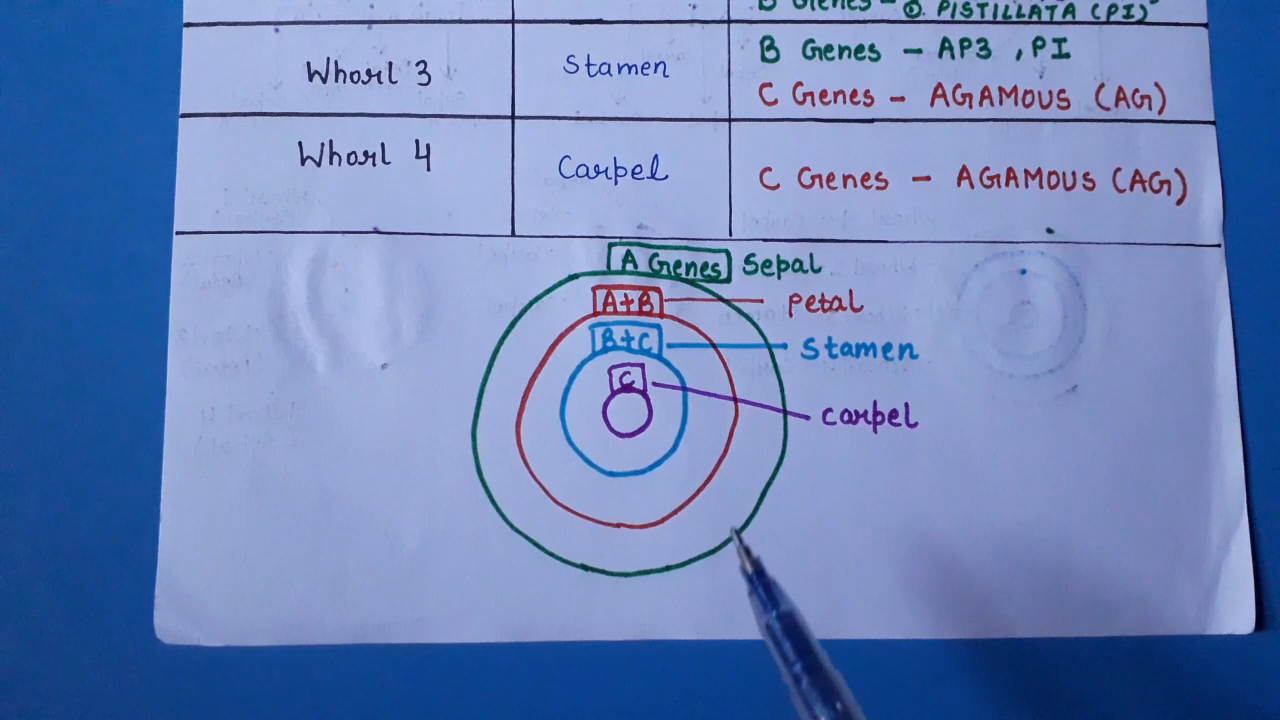 B Genes - ① PISTILLATA (PI)
Whorl 3
Stamen
B Genes - AP3 , PI
C Genes - AGAMOUS (AG)
Whorl 4
Carpel
C Genes - AGAMOUS (AG)
A Genes Sepal
A+B Petal
B+C Stamen
C Carpel